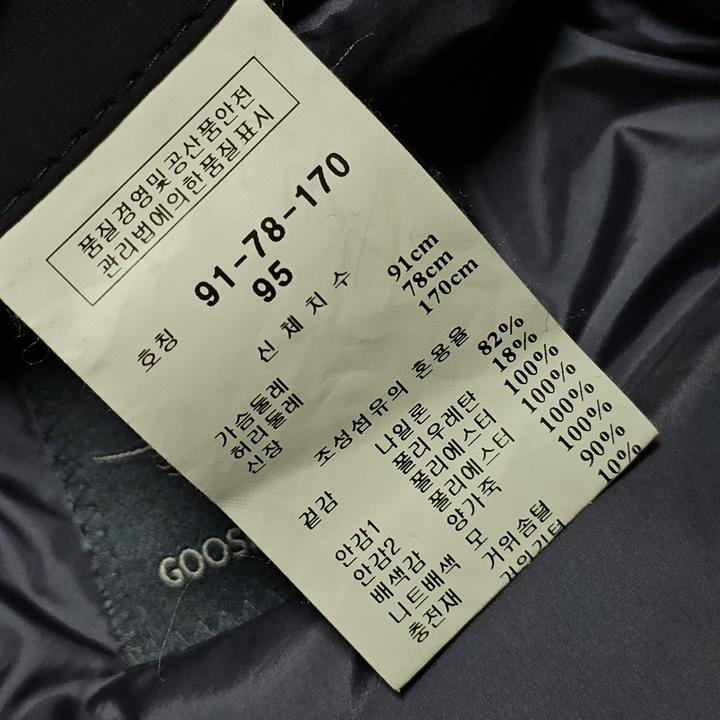 품질경영및공산품안전
관리법에의한품질표시
호칭 91-78-170
95
신 체 치 수
가슴둘레 91cm
허리둘레 78cm
신장 170cm
조성섬유의 혼용율
겉감 나일론 82%
폴리우레탄 18%
안감1 폴리에스터 100%
안감2 폴리에스터 100%
배색감 양가죽 100%
니트배색 모 100%
충전재 거위솜털 90%
거위깃털 10%
GOOS